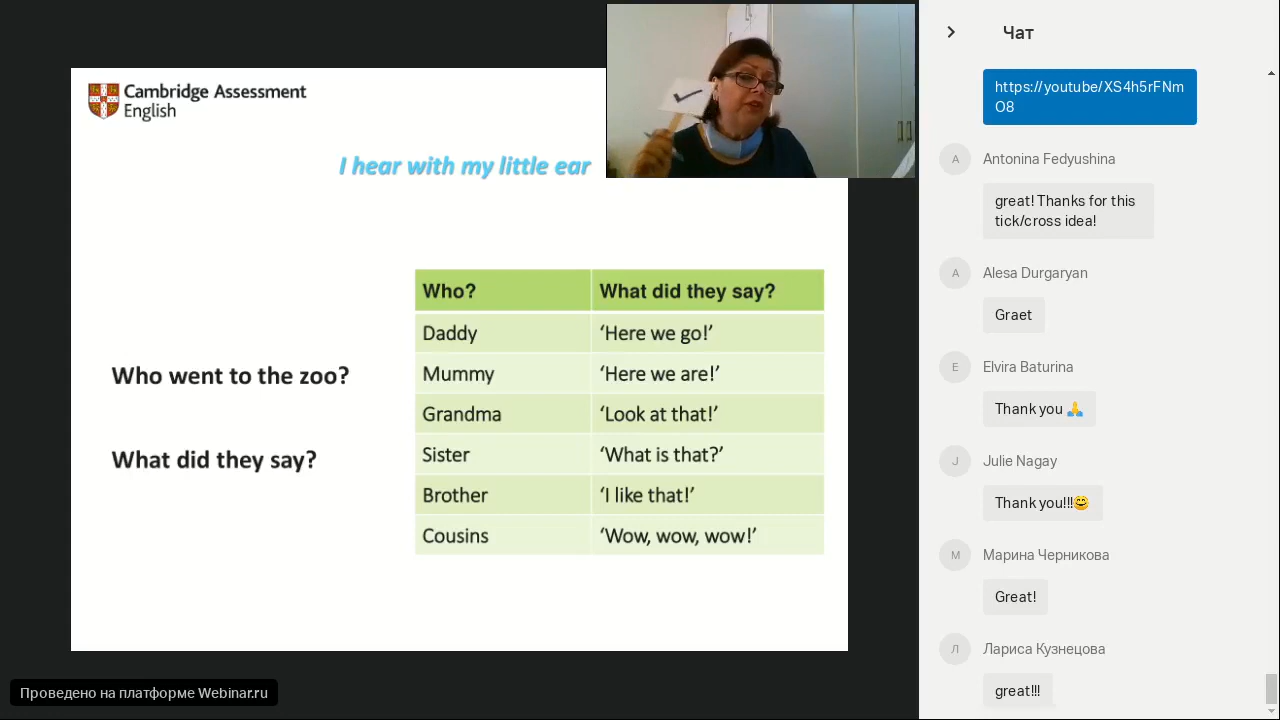 Cambridge Assessment
English
I hear with my little ear
Who went to the zoo?
What did they say?
Who? What did they say?
Daddy ‘Here we go!’
Mummy ‘Here we are!’
Grandma ‘Look at that!’
Sister ‘What is that?’
Brother ‘I like that!’
Cousins ‘Wow, wow, wow!’
Проведено на платформе Webinar.ru
Чат
https://youtube/XS4h5rFNm
O8
A Antonina Fedyushina
great! Thanks for this
tick/cross idea!
A Alesa Durgaryan
Graet
E Elvira Baturina
Thank you 🙏
J Julie Nagay
Thank you!!!😊
М Марина Черникова
Great!
Л Лариса Кузнецова
great!!!